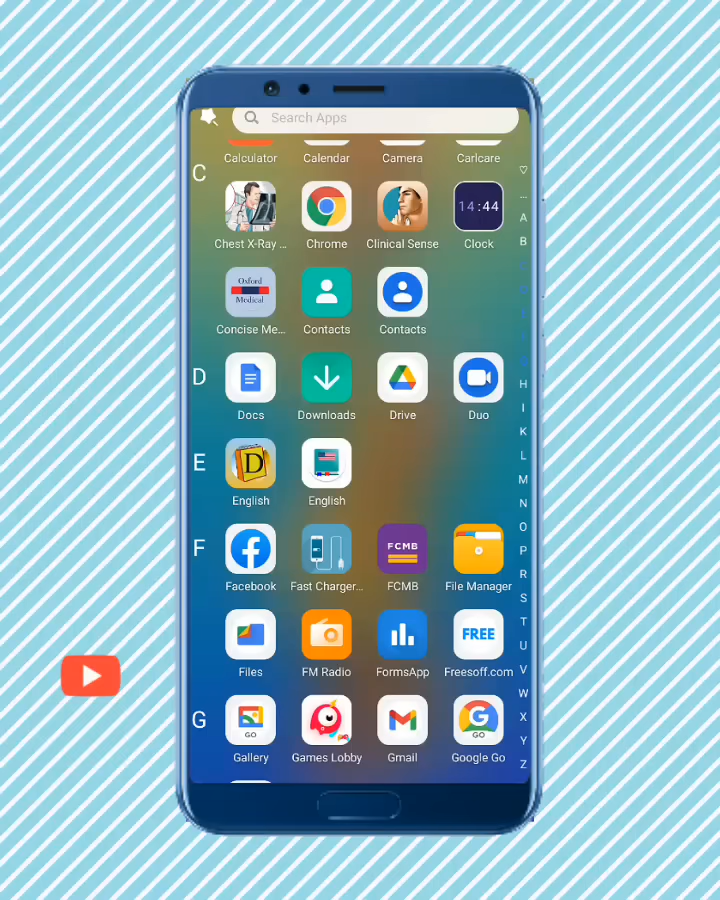 Search Apps
Calculator Calendar Camera Carlcare
C
14:44
Chest X-Ray ... Chrome Clinical Sense Clock
Oxford
Medical
Concise Me... Contacts Contacts
D
Docs Downloads Drive Duo
E
D
English English
F
FCMB
Facebook Fast Charger... FCMB File Manager
FREE
Files FM Radio FormsApp Freesoff.com
G
GO GO
Gallery Games Lobby Gmail Google Go
...
A
B
H
I
K
L
M
N
O
P
R
S
T
U
V
W
X
Y
Z